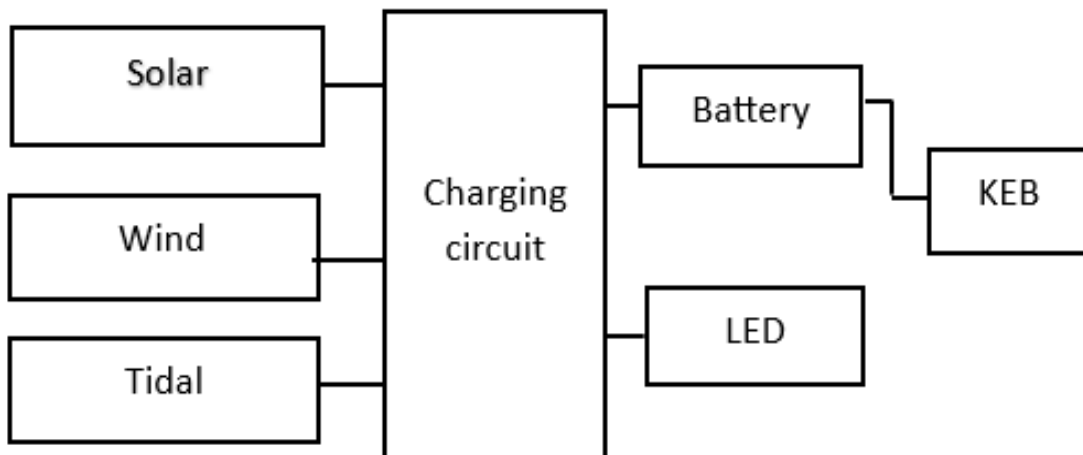 Solar
Wind
Tidal
Charging
circuit
Battery
LED
KEB